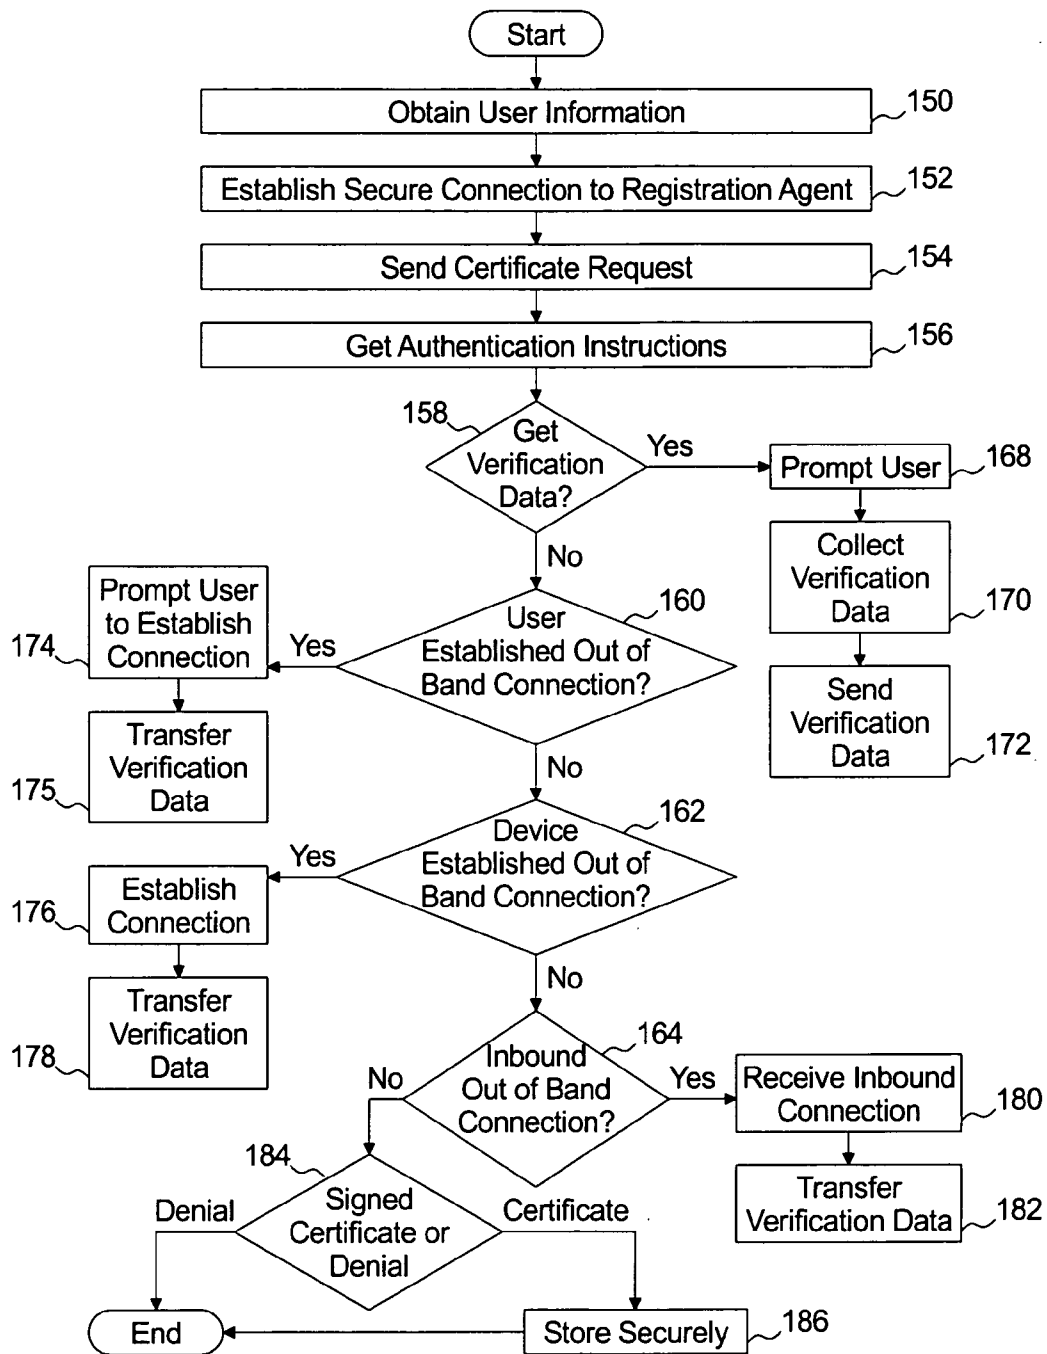 Start
Obtain User Information
150
Establish Secure Connection to Registration Agent
152
Send Certificate Request
154
Get Authentication Instructions
156
158
Get
Verification
Data?
Yes
Prompt User
168
No
Collect
Verification
Data
170
Send
Verification
Data
172
160
User
Established Out of
Band Connection?
Yes
Prompt User
to Establish
Connection
174
Transfer
Verification
Data
175
No
162
Device
Established Out of
Band Connection?
Yes
Establish
Connection
176
Transfer
Verification
Data
178
No
164
Inbound
Out of Band
Connection?
No
Yes
Receive Inbound
Connection
180
Transfer
Verification Data
182
184
Signed
Certificate or
Denial
Denial
Certificate
End
Store Securely
186